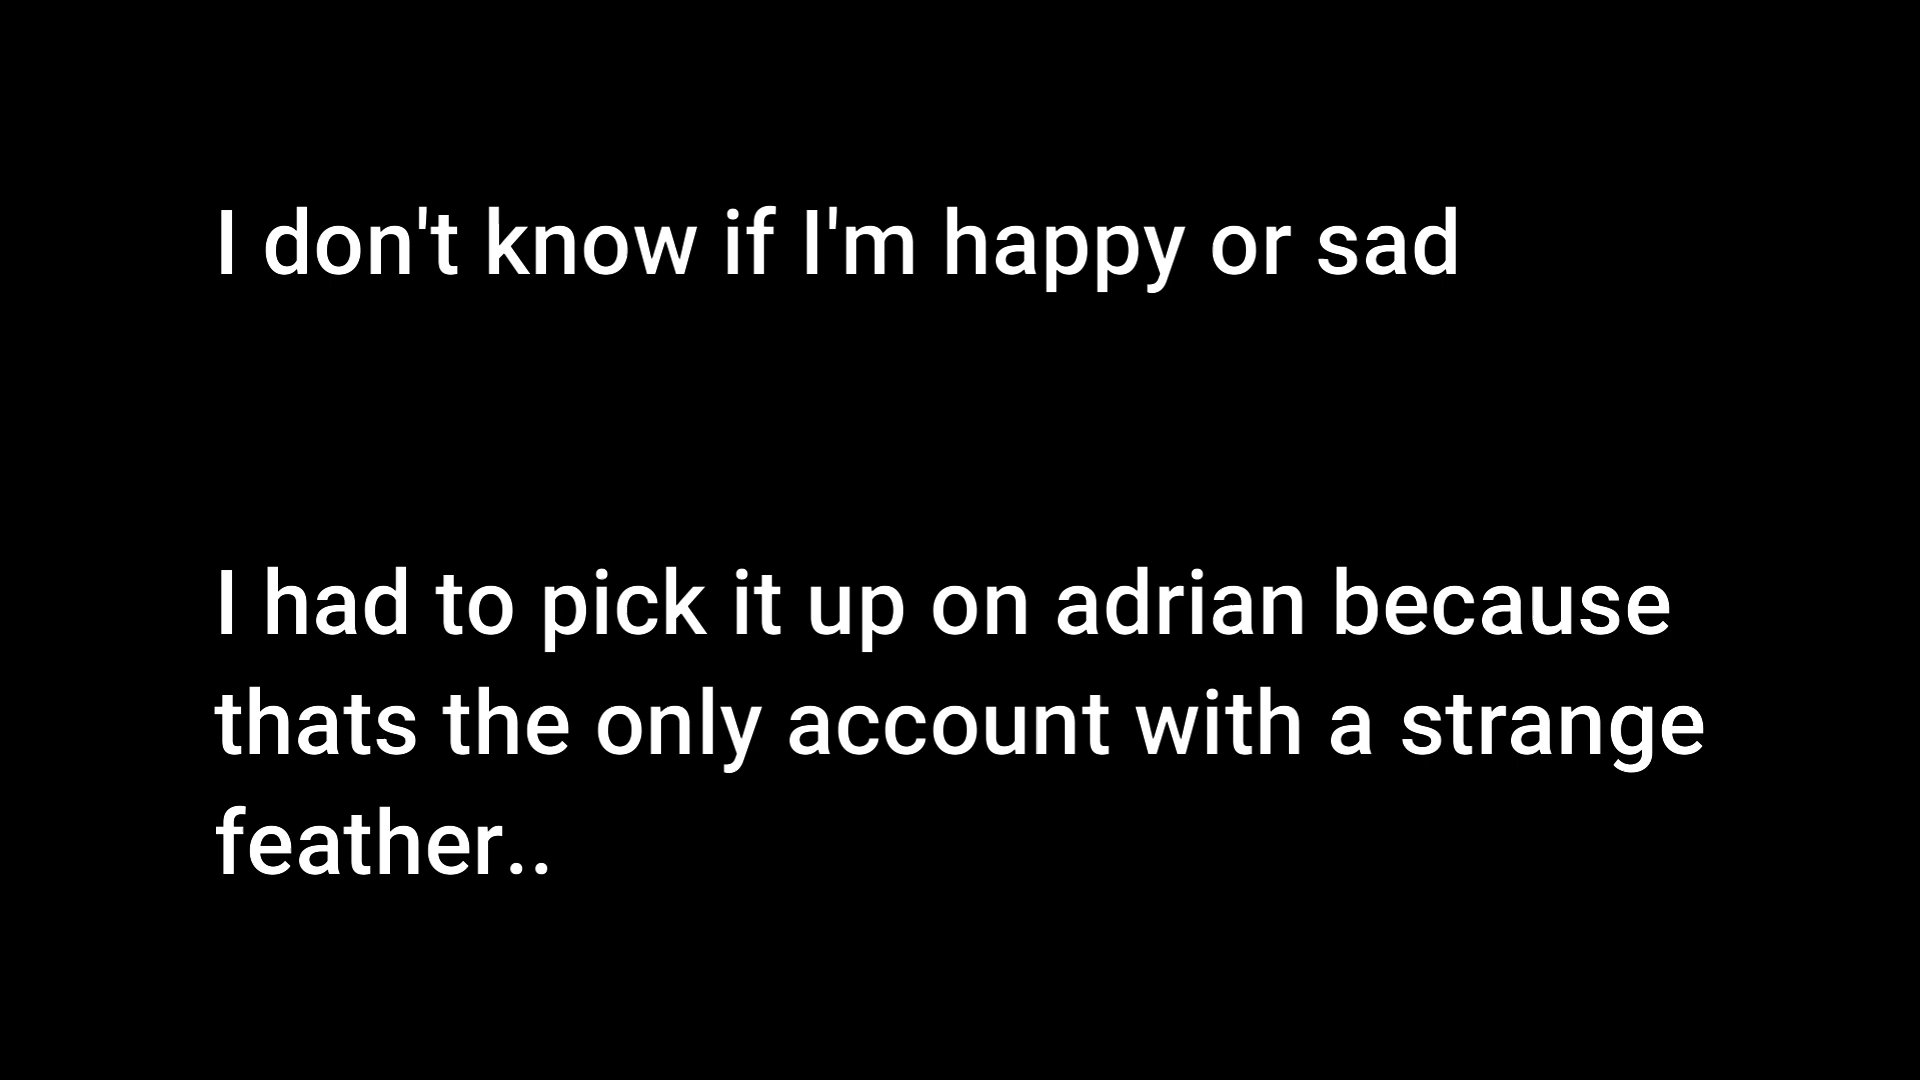 I don't know if I'm happy or sad
I had to pick it up on adrian because
thats the only account with a strange
feather..